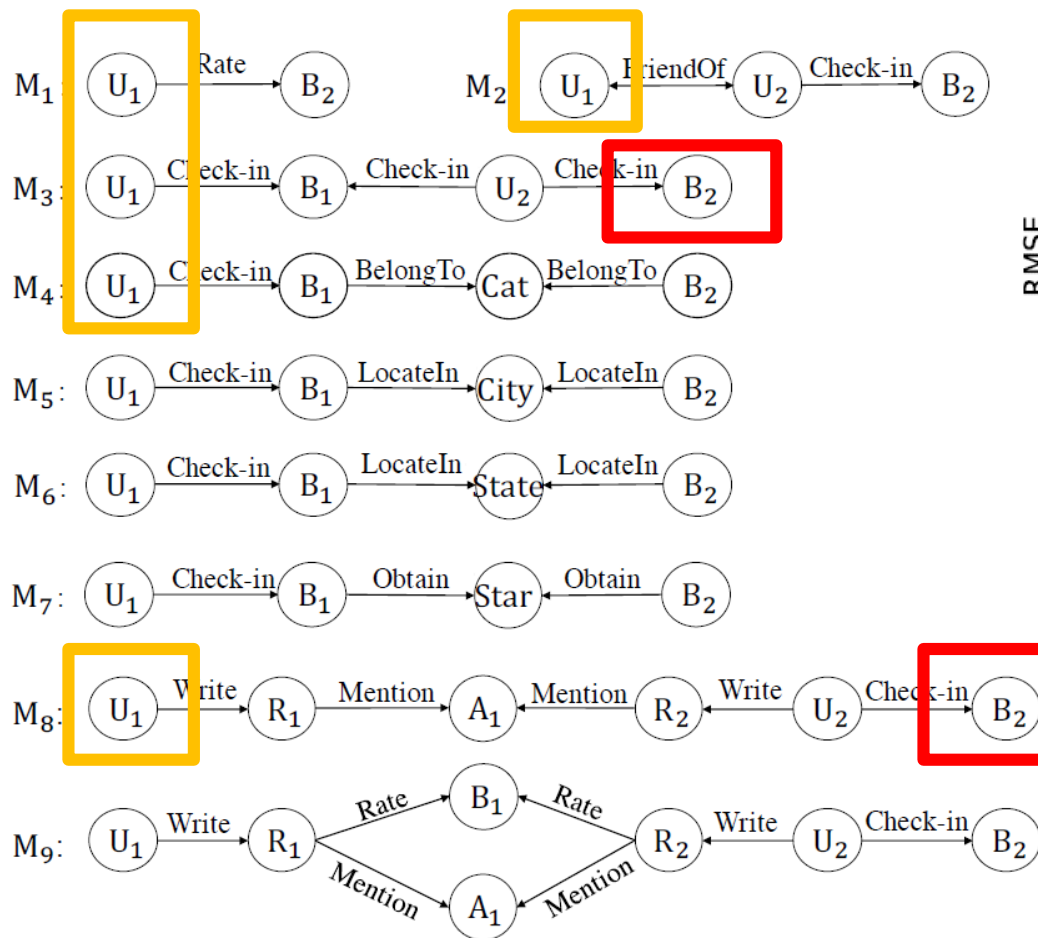 M₁: U₁ Rate B₂ M₂ U₁ FriendOf U₂ Check-in B₂
M₃: U₁ Check-in B₁ Check-in U₂ Check-in B₂
RMSE
M₄: U₁ Check-in B₁ BelongTo Cat BelongTo B₂
M₅: U₁ Check-in B₁ LocateIn City LocateIn B₂
M₆: U₁ Check-in B₁ LocateIn State LocateIn B₂
M₇: U₁ Check-in B₁ Obtain Star Obtain B₂
M₈: U₁ Write R₁ Mention A₁ Mention R₂ Write U₂ Check-in B₂
Rate B₁ Rate
M₉: U₁ Write R₁ R₂ Write U₂ Check-in B₂
Mention A₁ Mention